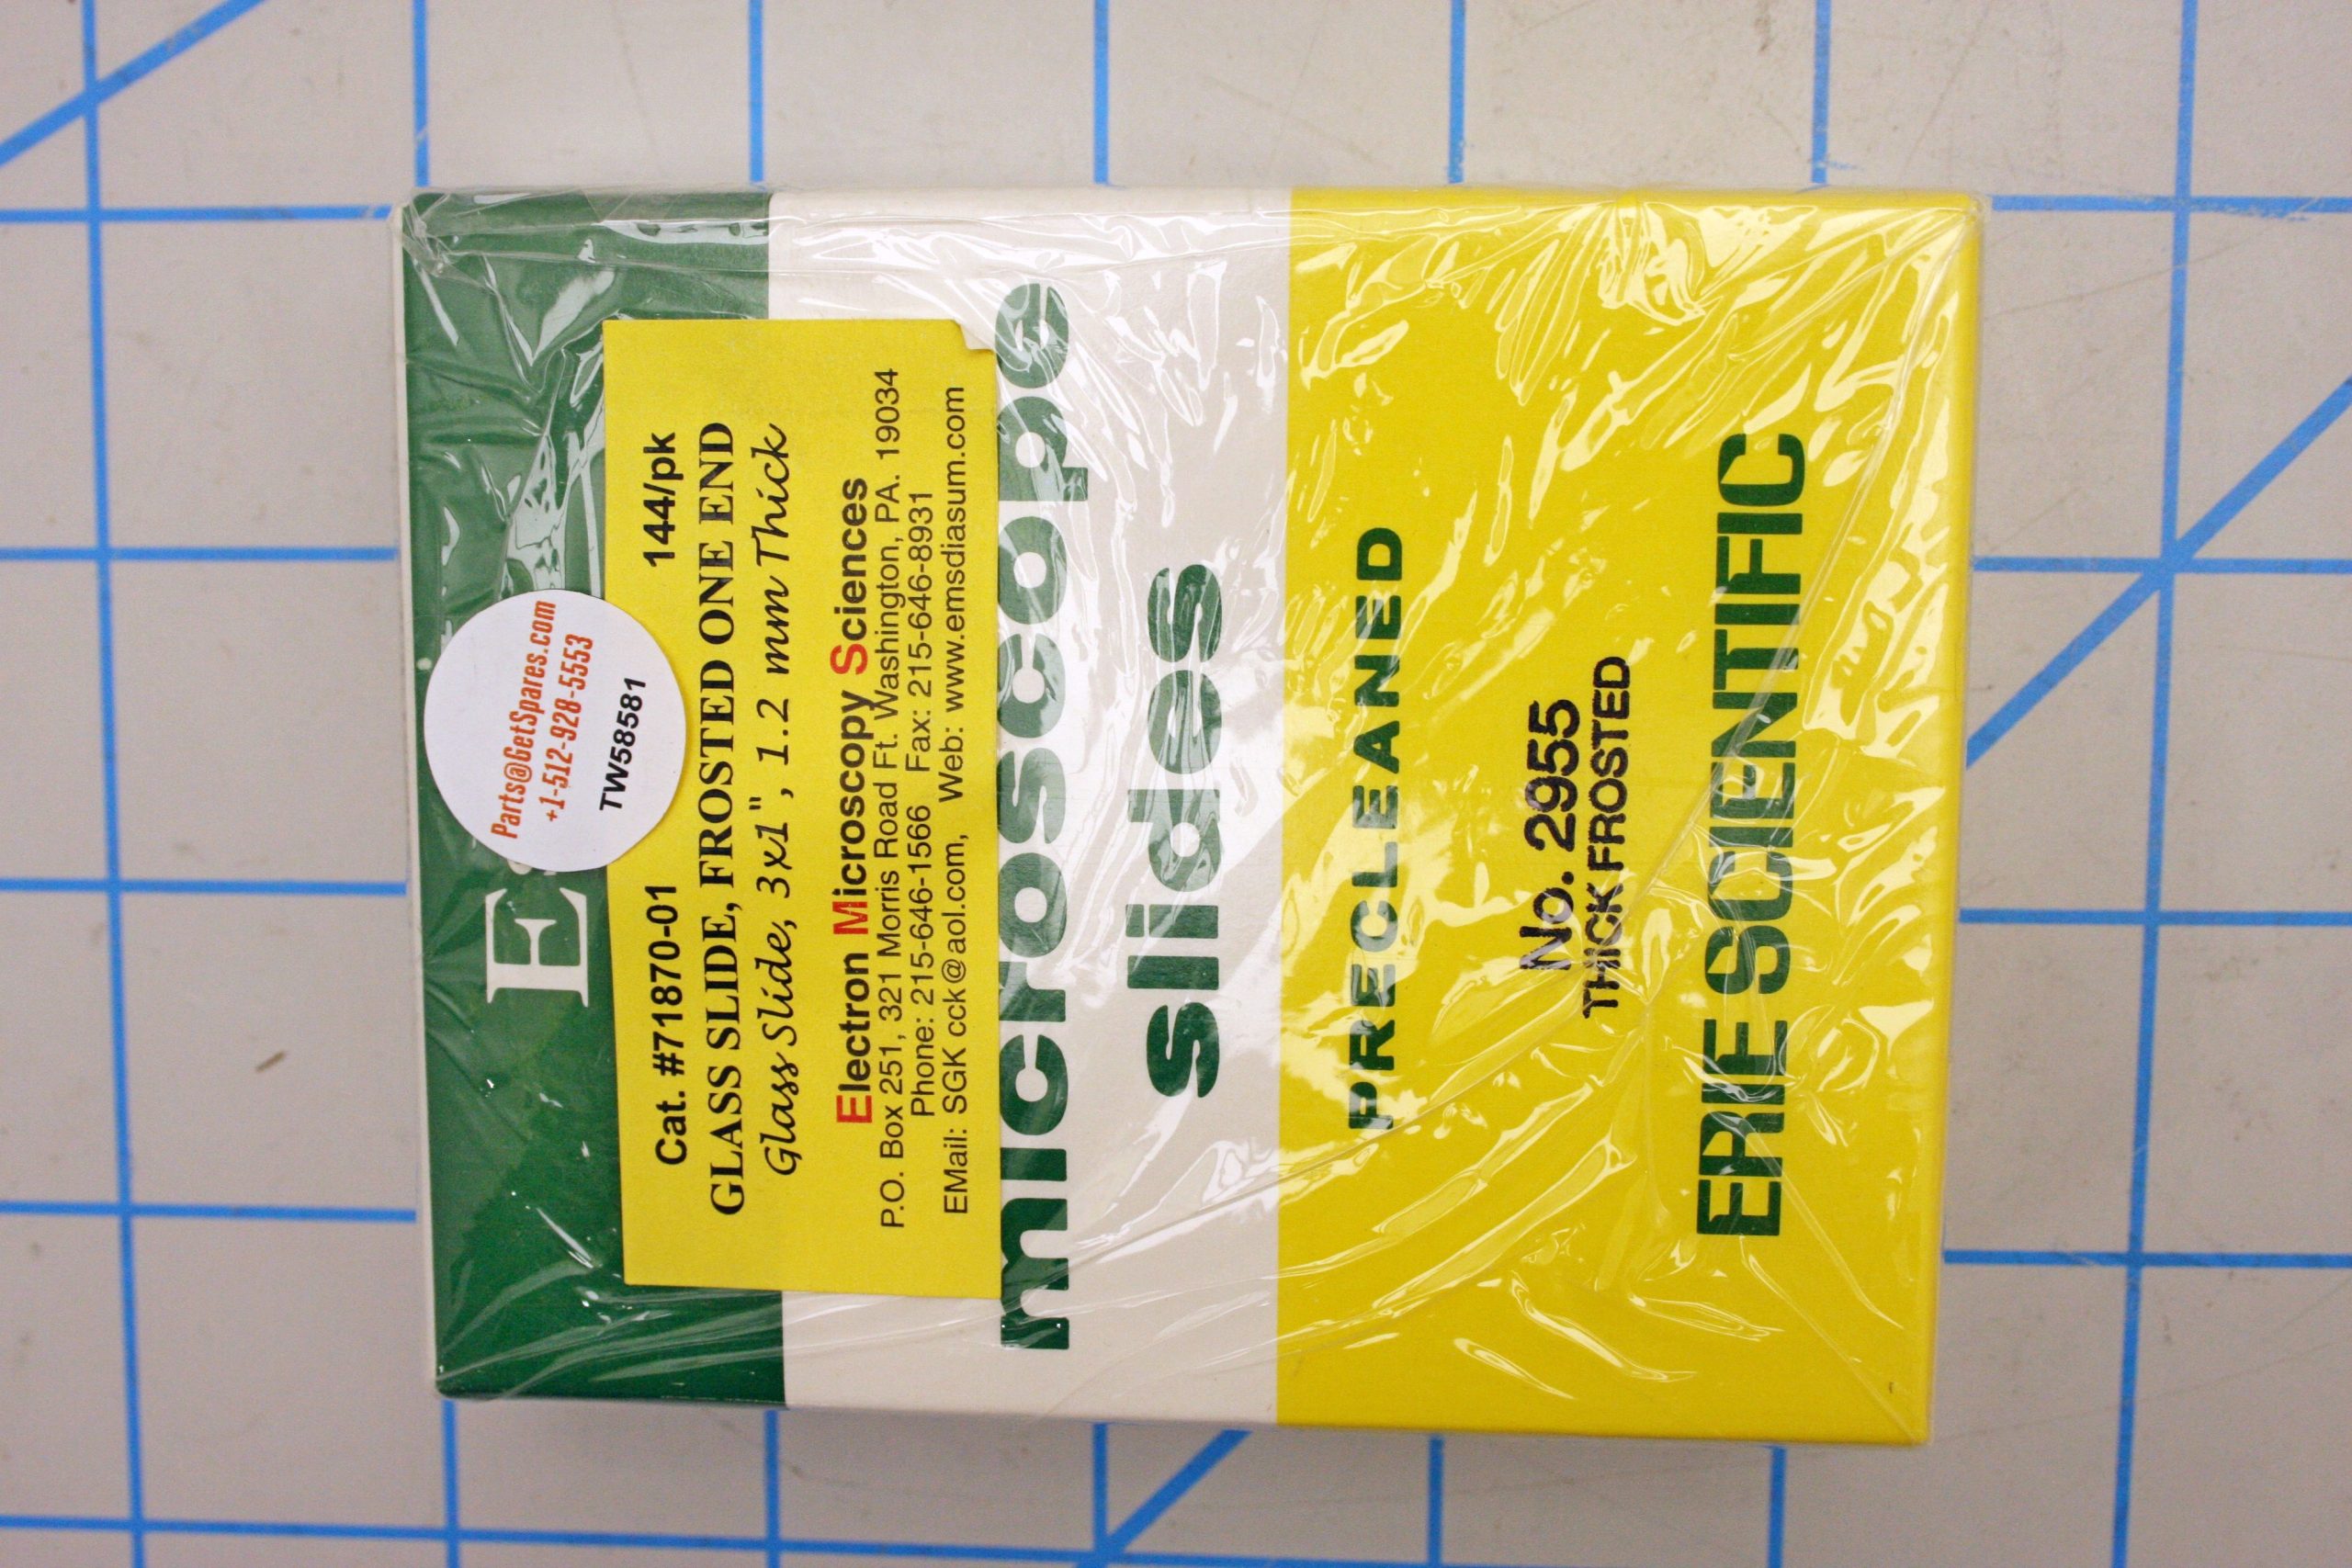 Parts@GetSpares.com
+1-512-928-5553
TW58581
Cat. #71870-01 144/pk
GLASS SLIDE, FROSTED ONE END
Glass Slide, 3x1", 1.2 mm Thick
Electron Microscopy Sciences
P.O. Box 251, 321 Morris Road Ft. Washington, PA. 19034
Phone: 215-646-1566 Fax: 215-646-8931
EMail: SGK cck@aol.com, Web: www.emsdiasum.com
microscope
slides
PRECLEANED
No. 2955
THICK FROSTED
ERIE SCIENTIFIC